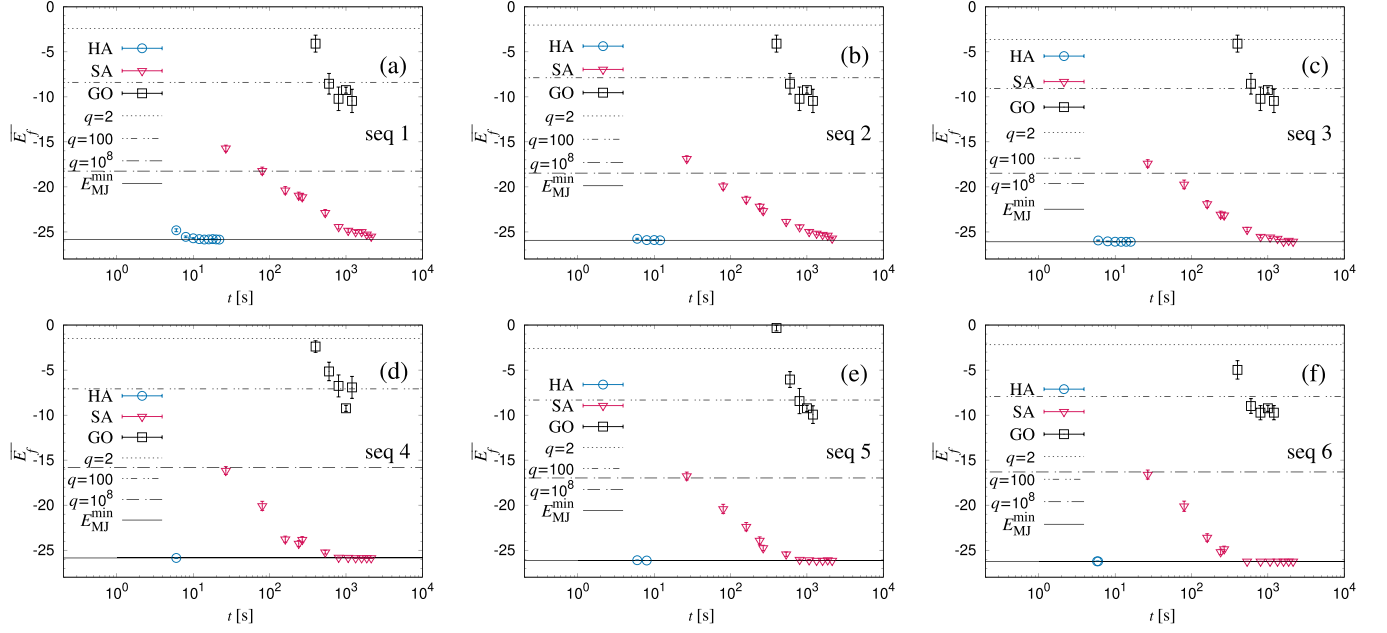 0
-5
-10
-15
-20
-25
10^0 10^1 10^2 10^3 10^4
E_f
t [s]
(a)
seq 1
HA
SA
GO
q=2
q=100
q=10^8
E_MJ^min
0
-5
-10
-15
-20
-25
10^0 10^1 10^2 10^3 10^4
E_f
t [s]
(b)
seq 2
HA
SA
GO
q=2
q=100
q=10^8
E_MJ^min
0
-5
-10
-15
-20
-25
10^0 10^1 10^2 10^3 10^4
E_f
t [s]
(c)
seq 3
HA
SA
GO
q=2
q=100
q=10^8
E_MJ^min
0
-5
-10
-15
-20
-25
10^0 10^1 10^2 10^3 10^4
E_f
t [s]
(d)
seq 4
HA
SA
GO
q=2
q=100
q=10^8
E_MJ^min
0
-5
-10
-15
-20
-25
10^0 10^1 10^2 10^3 10^4
E_f
t [s]
(e)
seq 5
HA
SA
GO
q=2
q=100
q=10^8
E_MJ^min
0
-5
-10
-15
-20
-25
10^0 10^1 10^2 10^3 10^4
E_f
t [s]
(f)
seq 6
HA
SA
GO
q=2
q=100
q=10^8
E_MJ^min